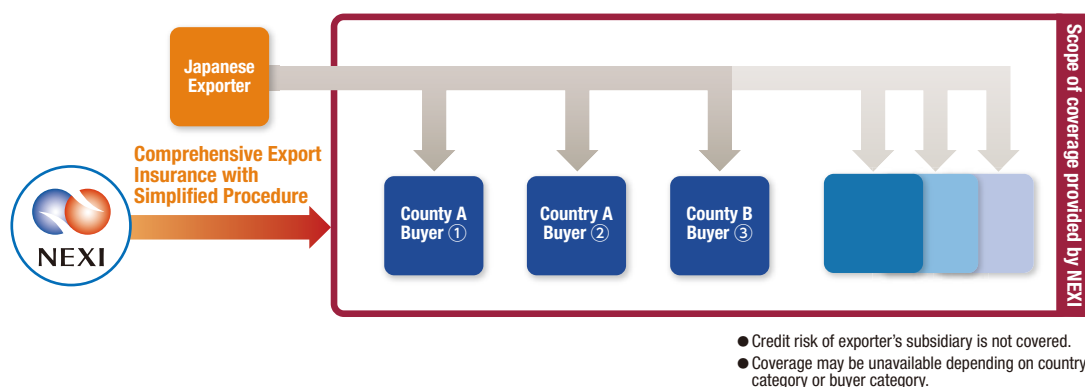 Japanese
Exporter
Scope of coverage provided by NEXI
Comprehensive Export
Insurance with
Simplified Procedure
NEXI
County A
Buyer ①
Country A
Buyer ②
County B
Buyer ③
● Credit risk of exporter's subsidiary is not covered.
● Coverage may be unavailable depending on country
category or buyer category.